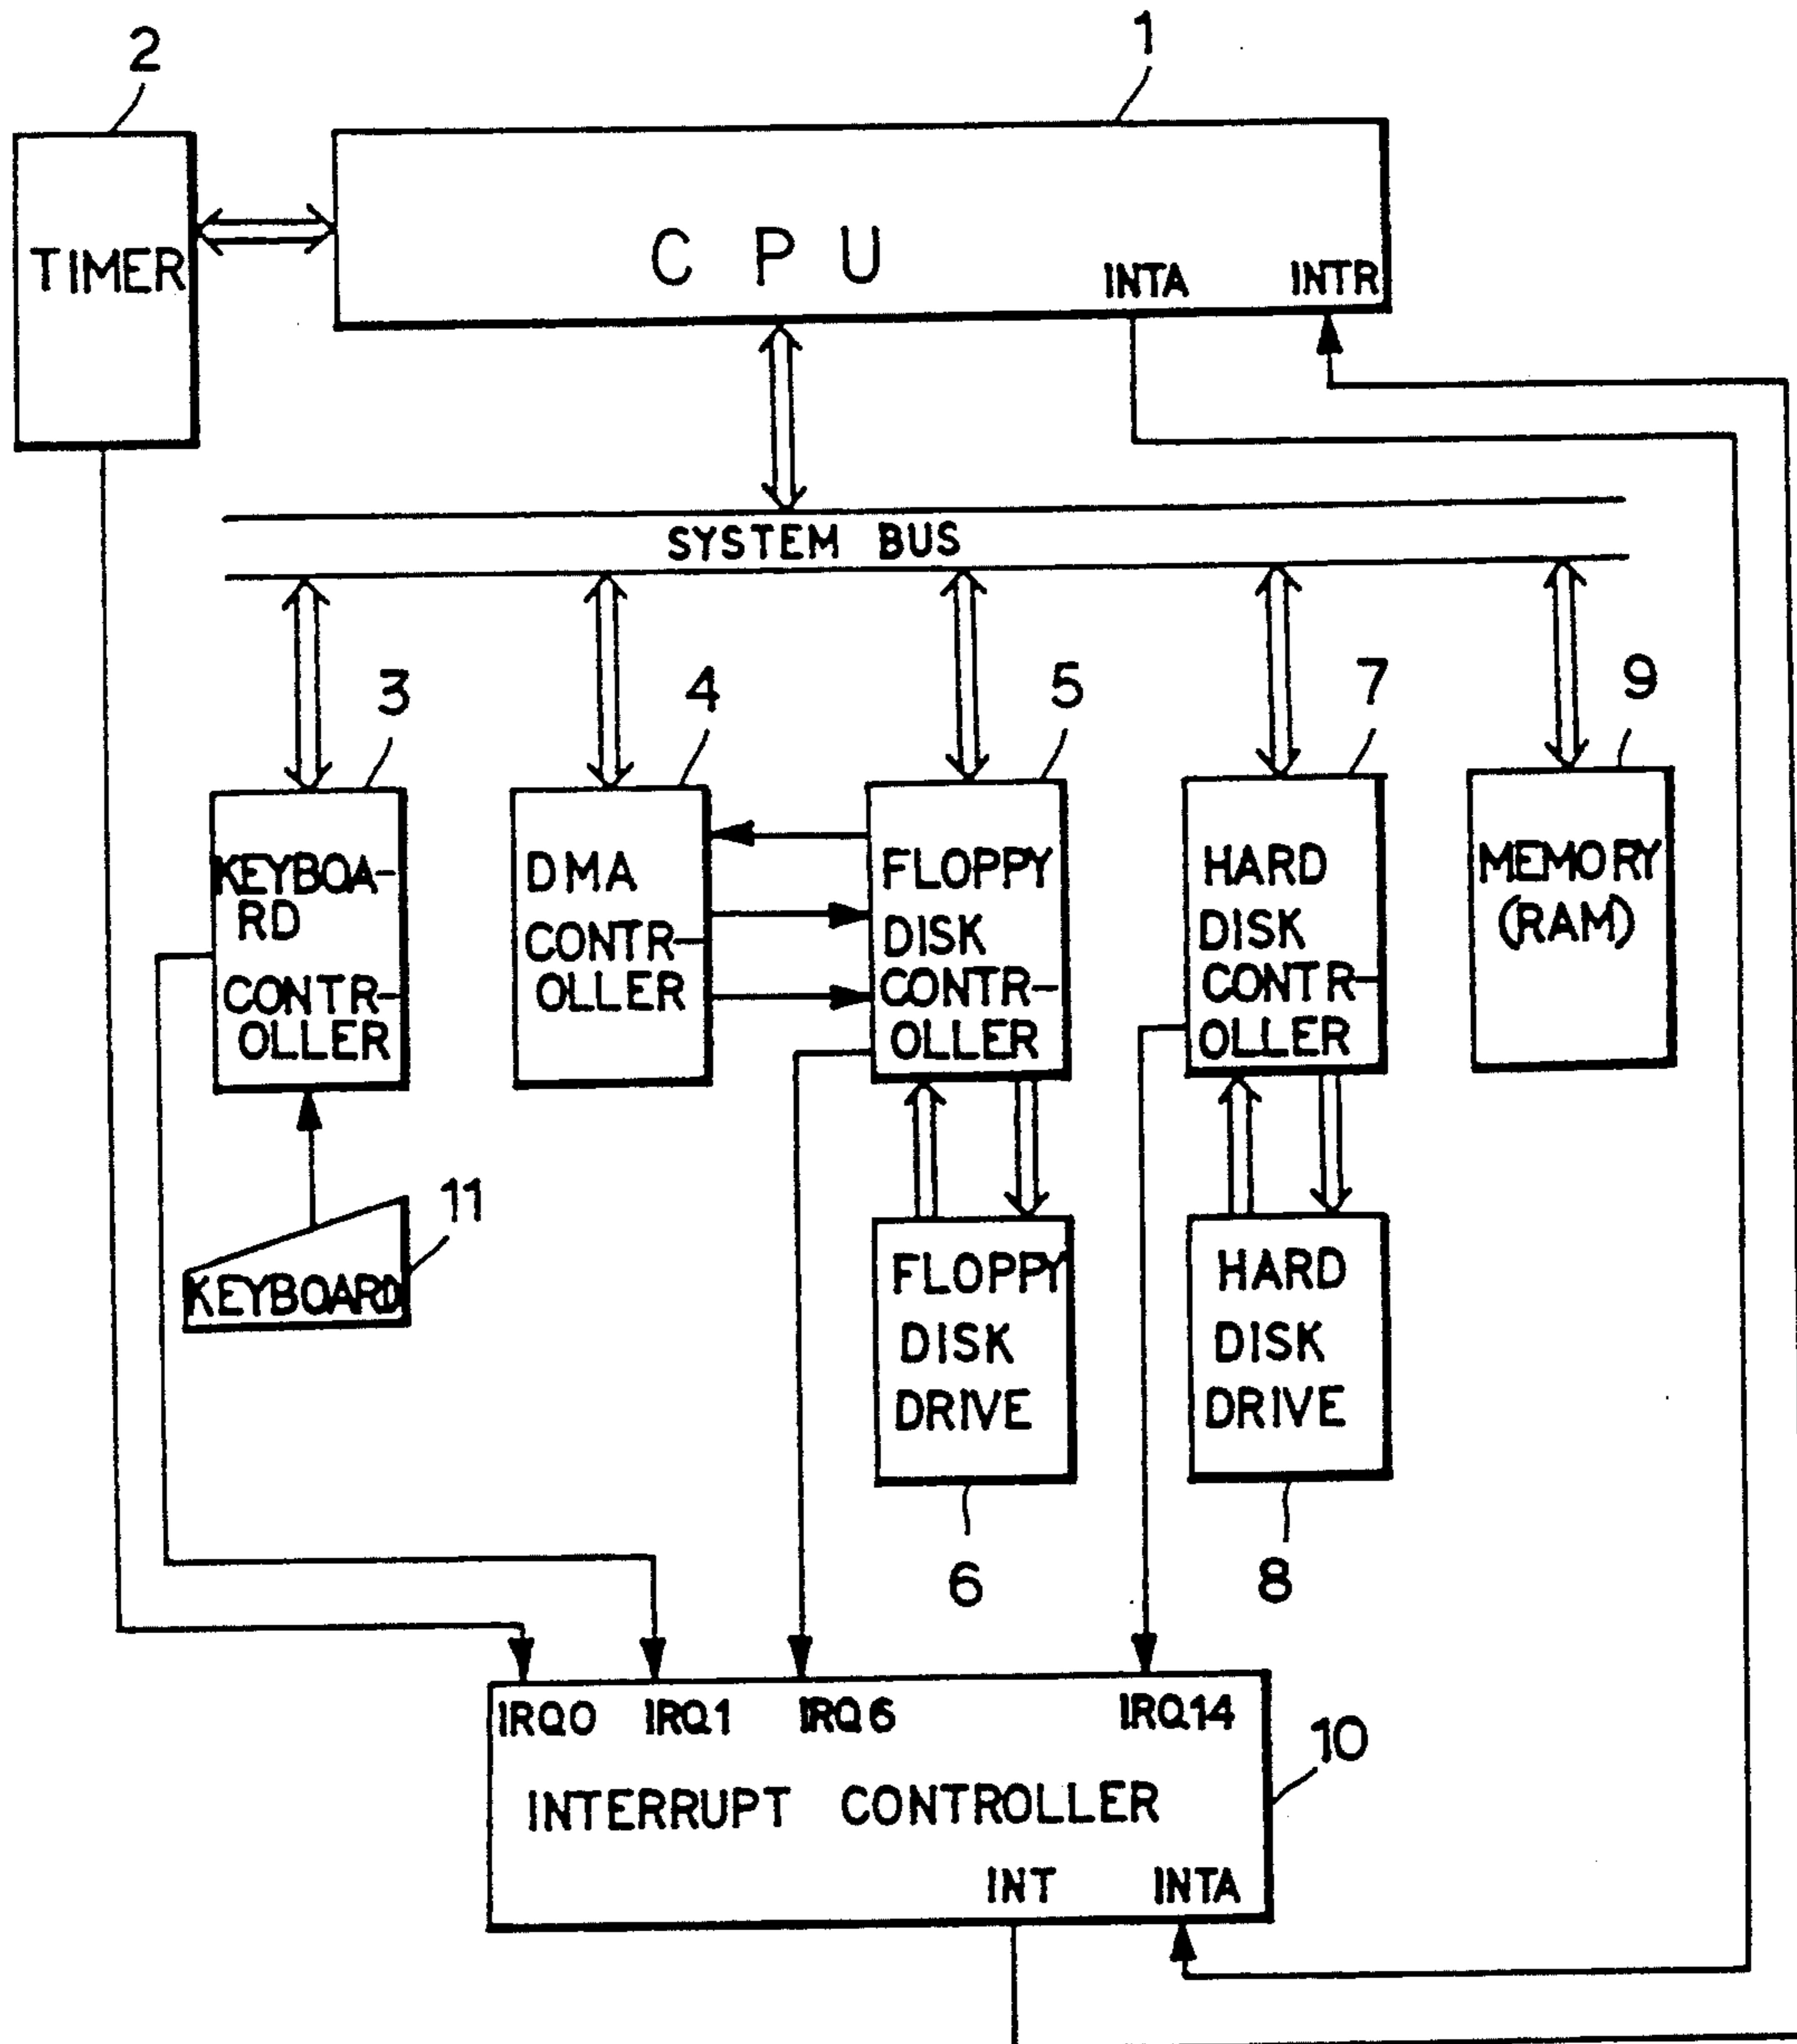 2
1
TIMER
C P U
INTA
INTR
SYSTEM BUS
3
4
5
7
9
KEYBOA-
RD
CONTR-
OLLER
DMA
CONTR-
OLLER
FLOPPY
DISK
CONTR-
OLLER
HARD
DISK
CONTR-
OLLER
MEMORY
(RAM)
11
KEYBOARD
FLOPPY
DISK
DRIVE
HARD
DISK
DRIVE
6
8
IRQ0
IRQ1
IRQ6
IRQ14
10
INTERRUPT CONTROLLER
INT
INTA